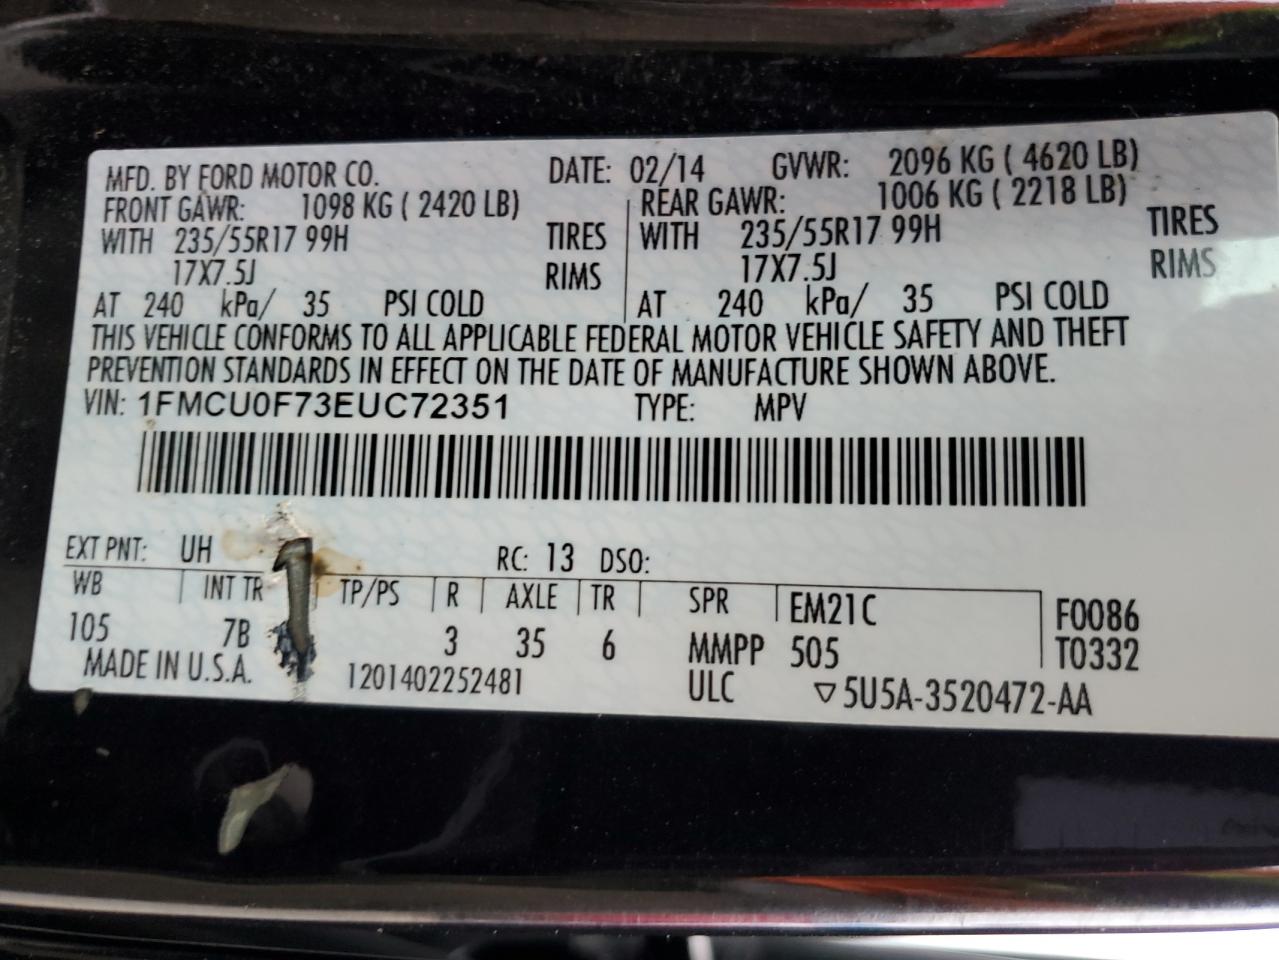 MFD. BY FORD MOTOR CO. DATE: 02/14 GVWR: 2096 KG ( 4620 LB)
FRONT GAWR: 1098 KG ( 2420 LB) REAR GAWR: 1006 KG ( 2218 LB)
WITH 235/55R17 99H TIRES WITH 235/55R17 99H TIRES
17X7.5J RIMS 17X7.5J RIMS
AT 240 kPa/ 35 PSI COLD AT 240 kPa/ 35 PSI COLD
THIS VEHICLE CONFORMS TO ALL APPLICABLE FEDERAL MOTOR VEHICLE SAFETY AND THEFT
PREVENTION STANDARDS IN EFFECT ON THE DATE OF MANUFACTURE SHOWN ABOVE.
VIN: 1FMCU0F73EUC72351 TYPE: MPV
EXT PNT: UH RC: 13 DSO:
WB INT TR TP/PS R AXLE TR SPR EM21C F0086
105 7B 3 35 6 MMPP 505 T0332
MADE IN U.S.A. 1201402252481 ULC ▽5U5A-3520472-AA